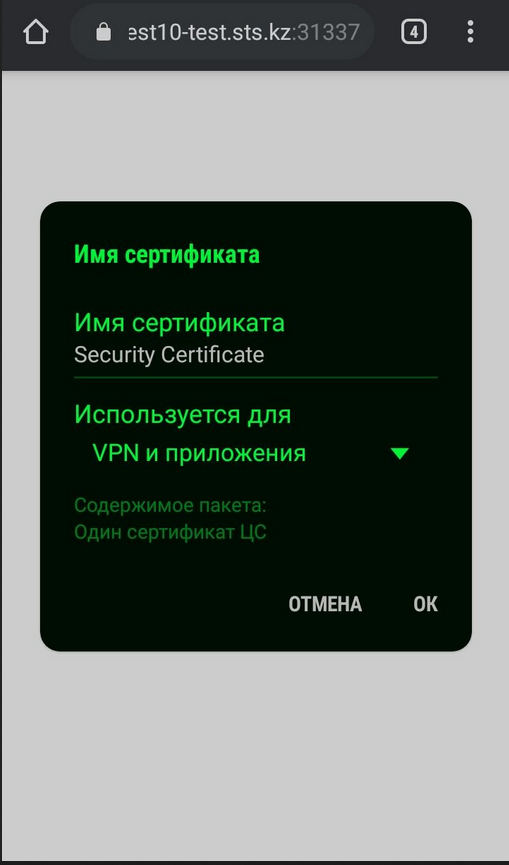 est10-test.sts.kz:31337
4
Имя сертификата
Имя сертификата
Security Certificate
Используется для
VPN и приложения
Содержимое пакета:
Один сертификат ЦС
ОТМЕНА ОК